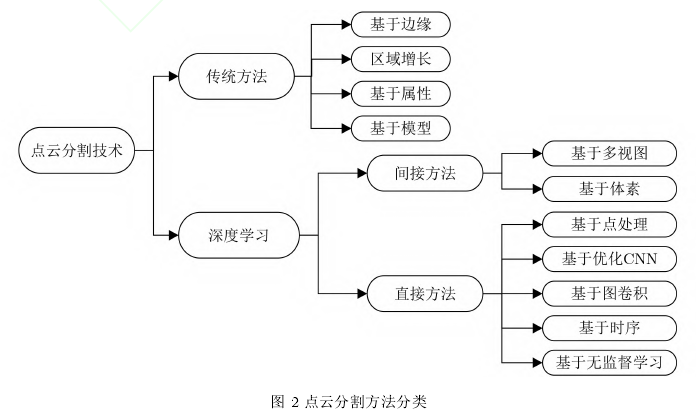 点云分割技术
传统方法
基于边缘
区域增长
基于属性
基于模型
深度学习
间接方法
基于多视图
基于体素
直接方法
基于点处理
基于优化CNN
基于图卷积
基于时序
基于无监督学习
图 2 点云分割方法分类